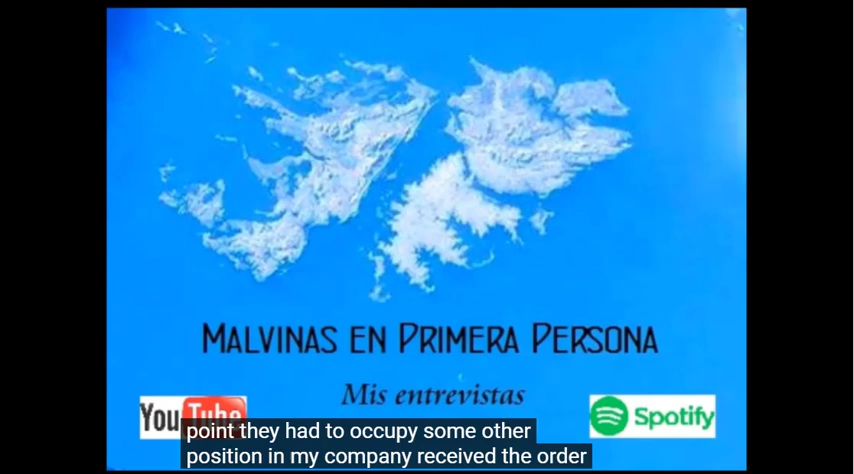 MALVINAS EN PRIMERA PERSONA
Mis entrevistas
YouTube
Spotify
point they had to occupy some other
position in my company received the order